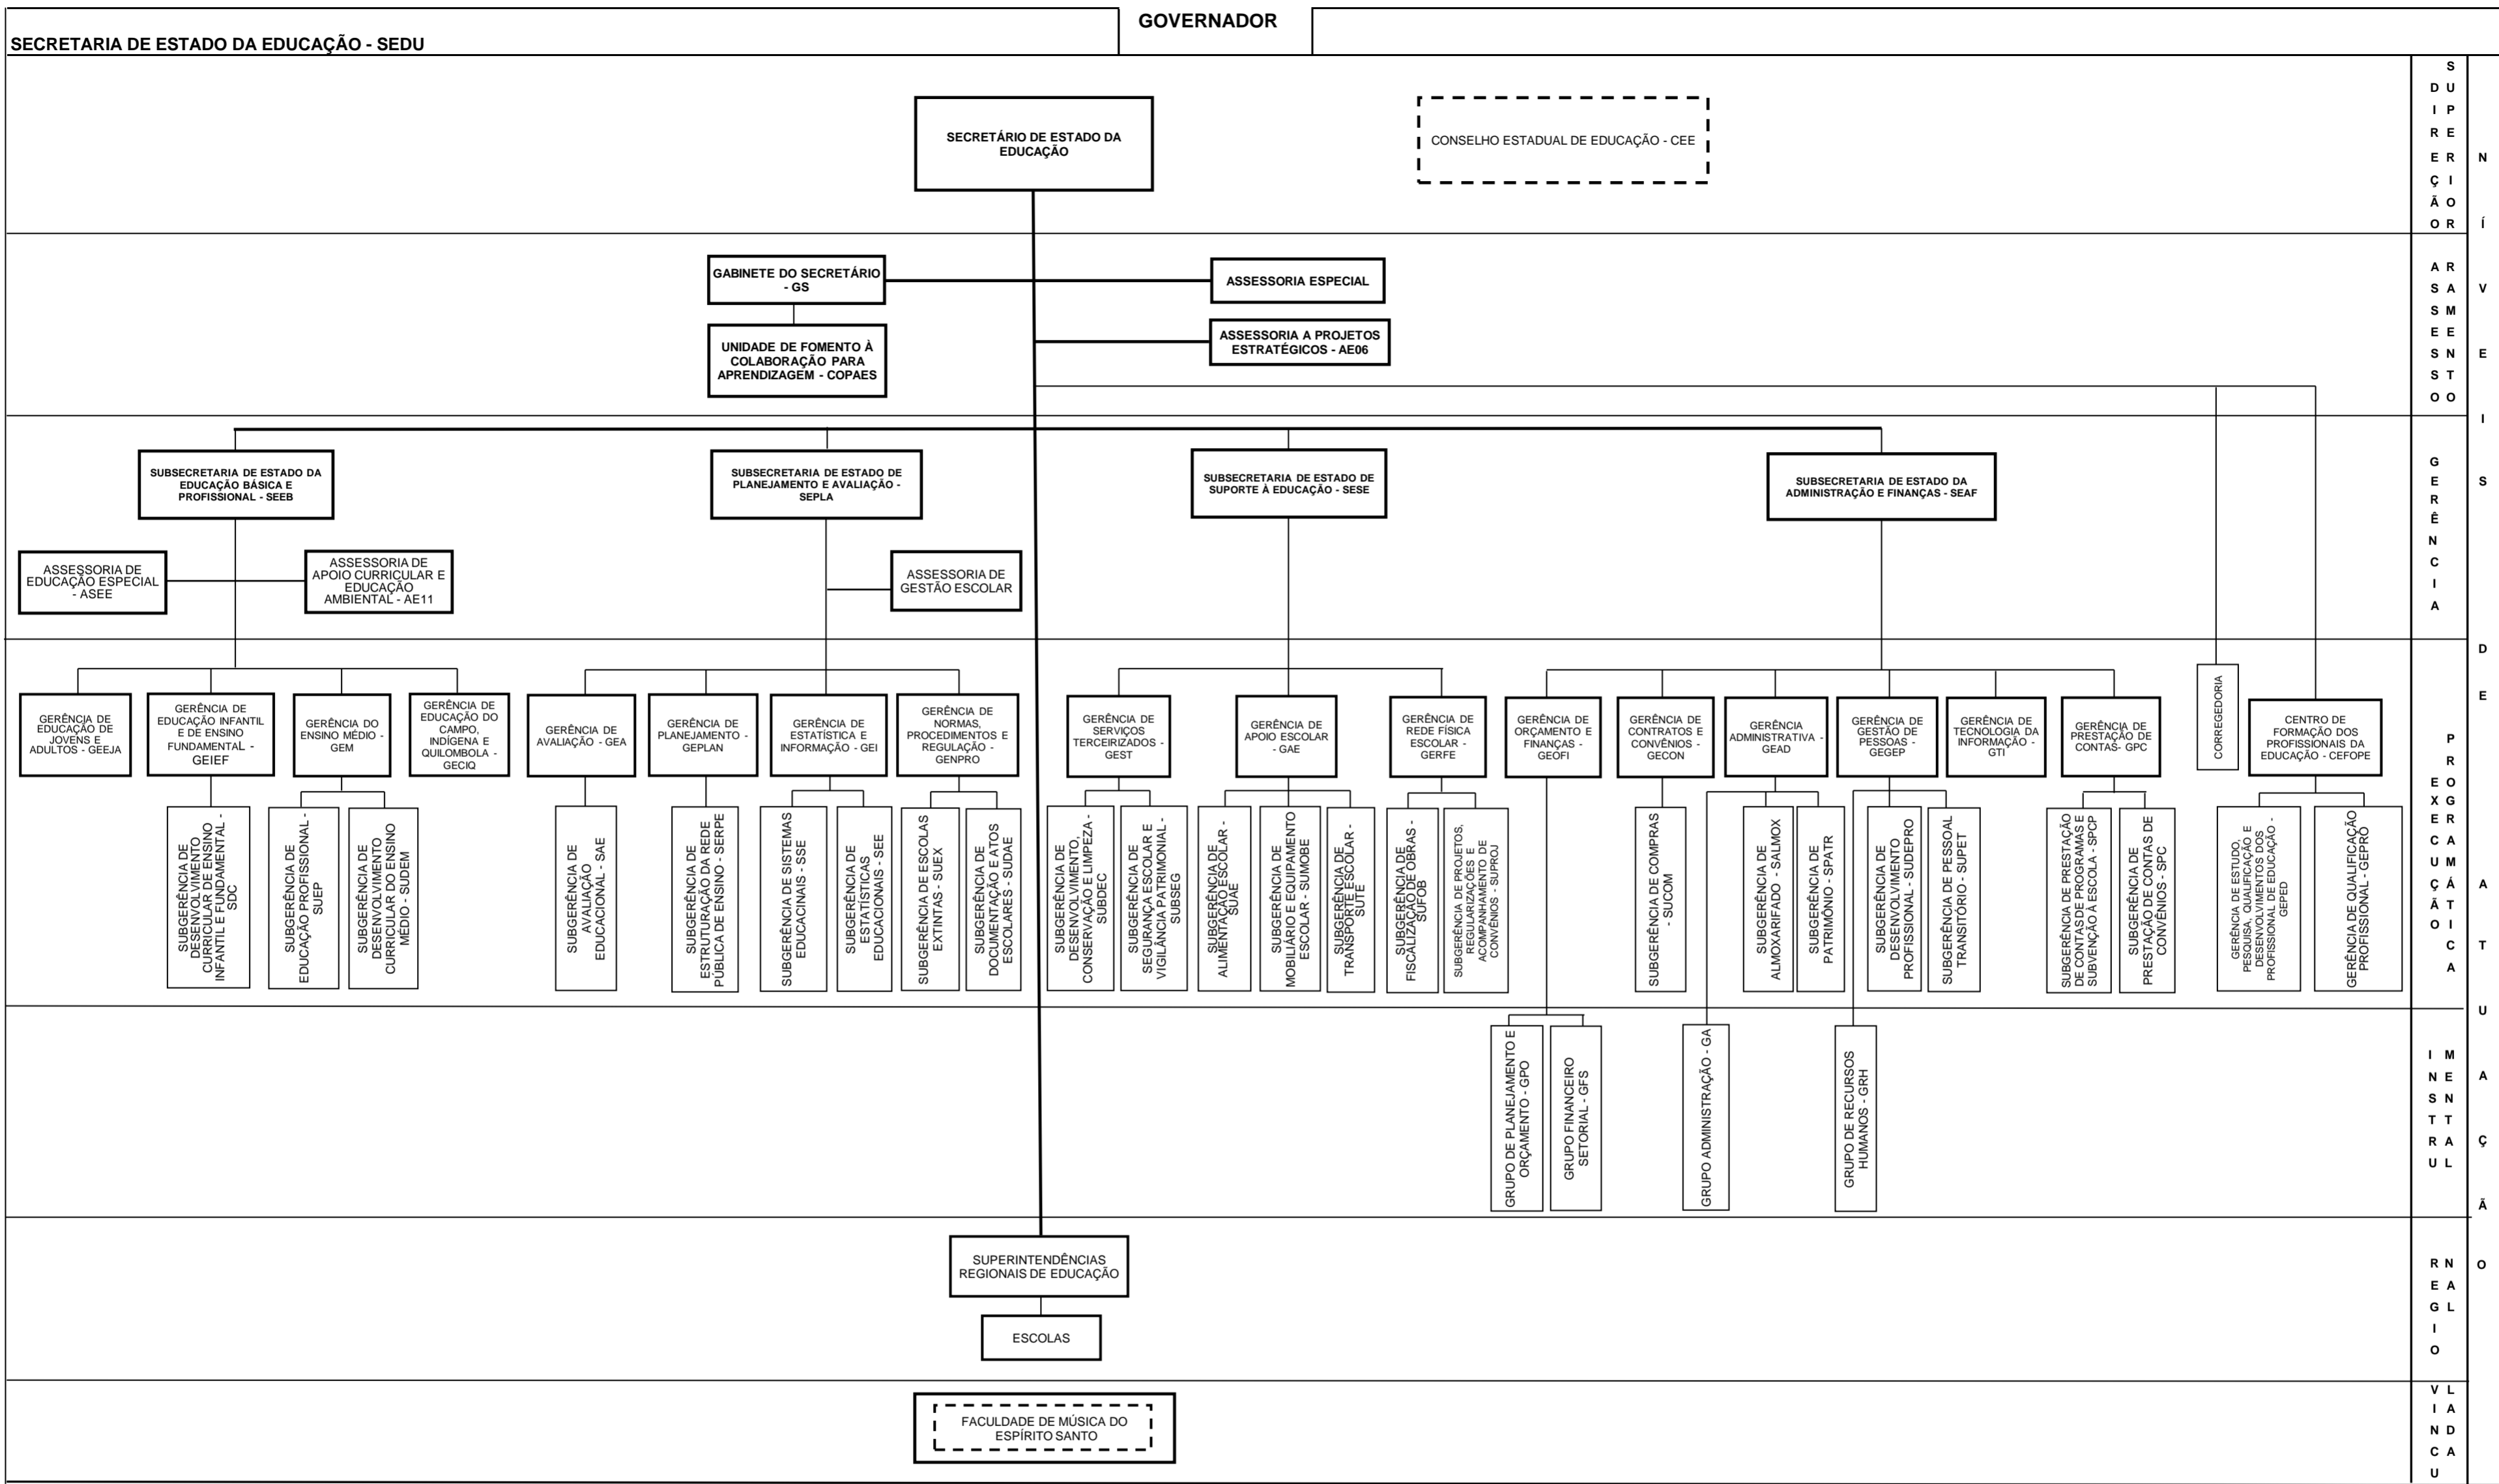 GOVERNADOR
SECRETARIA DE ESTADO DA EDUCAÇÃO - SEDU
SECRETÁRIO DE ESTADO DA
EDUCAÇÃO
CONSELHO ESTADUAL DE EDUCAÇÃO - CEE
DIREÇÃO
SUPERIOR
GABINETE DO SECRETÁRIO
- GS
ASSESSORIA ESPECIAL
UNIDADE DE FOMENTO À
COLABORAÇÃO PARA
APRENDIZAGEM - COPAES
ASSESSORIA A PROJETOS
ESTRATÉGICOS - AE06
ASSESSO
RAMENTO
SUBSECRETARIA DE ESTADO DA
EDUCAÇÃO BÁSICA E
PROFISSIONAL - SEEB
SUBSECRETARIA DE ESTADO DE
PLANEJAMENTO E AVALIAÇÃO -
SEPLA
SUBSECRETARIA DE ESTADO DE
SUPORTE À EDUCAÇÃO - SESE
SUBSECRETARIA DE ESTADO DA
ADMINISTRAÇÃO E FINANÇAS - SEAF
ASSESSORIA DE
EDUCAÇÃO ESPECIAL
- ASEE
ASSESSORIA DE
APOIO CURRICULAR E
EDUCAÇÃO
AMBIENTAL - AE11
ASSESSORIA DE
GESTÃO ESCOLAR
GERÊNCIA
GERÊNCIA DE
EDUCAÇÃO DE
JOVENS E
ADULTOS - GEEJA
GERÊNCIA DE
EDUCAÇÃO INFANTIL
E DE ENSINO
FUNDAMENTAL -
GEIEF
GERÊNCIA DO
ENSINO MÉDIO -
GEM
GERÊNCIA DE
EDUCAÇÃO DO
CAMPO,
INDÍGENA E
QUILOMBOLA -
GECIQ
GERÊNCIA DE
AVALIAÇÃO - GEA
GERÊNCIA DE
PLANEJAMENTO -
GEPLAN
GERÊNCIA DE
ESTATÍSTICA E
INFORMAÇÃO - GEI
GERÊNCIA DE
NORMAS,
PROCEDIMENTOS E
REGULAÇÃO -
GENPRO
GERÊNCIA DE
SERVIÇOS
TERCEIRIZADOS -
GEST
GERÊNCIA DE
APOIO ESCOLAR
- GAE
GERÊNCIA DE
REDE FÍSICA
ESCOLAR -
GERFE
GERÊNCIA DE
ORÇAMENTO E
FINANÇAS -
GEOFI
GERÊNCIA DE
CONTRATOS E
CONVÊNIOS -
GECON
GERÊNCIA
ADMINISTRATIVA -
GEAD
GERÊNCIA DE
GESTÃO DE
PESSOAS -
GEGEP
GERÊNCIA DE
TECNOLOGIA DA
INFORMAÇÃO -
GTI
GERÊNCIA DE
PRESTAÇÃO DE
CONTAS- GPC
CORREGEDORIA
CENTRO DE
FORMAÇÃO DOS
PROFISSIONAIS DA
EDUCAÇÃO - CEFOPE
SUBGERÊNCIA DE
DESENVOLVIMENTO
CURRICULAR DE ENSINO
INFANTIL E FUNDAMENTAL -
SDC
SUBGERÊNCIA DE
EDUCAÇÃO PROFISSIONAL -
SUEP
SUBGERÊNCIA DE
DESENVOLVIMENTO
CURRICULAR DO ENSINO
MÉDIO - SUDEM
SUBGERÊNCIA DE
AVALIAÇÃO
EDUCACIONAL - SAE
SUBGERÊNCIA DE
ESTRUTURAÇÃO DA REDE
PÚBLICA DE ENSINO - SERPE
SUBGERÊNCIA DE SISTEMAS
EDUCACINAIS - SSE
SUBGERÊNCIA DE
ESTATÍSTICAS
EDUCACIONAIS - SEE
SUBGERÊNCIA DE ESCOLAS
EXTINTAS - SUEX
SUBGERÊNCIA DE
DOCUMENTAÇÃO E ATOS
ESCOLARES - SUDAE
SUBGERÊNCIA DE
DESENVOLVIMENTO,
CONSERVAÇÃO E LIMPEZA -
SUBDEC
SUBGERÊNCIA DE
SEGURANÇA ESCOLAR E
VIGILÂNCIA PATRIMONIAL -
SUBSEG
SUBGERÊNCIA DE
ALIMENTAÇÃO ESCOLAR -
SUAE
SUBGERÊNCIA DE
MOBILIÁRIO E EQUIPAMENTO
ESCOLAR - SUMOBE
SUBGERÊNCIA DE
TRANSPORTE ESCOLAR -
SUTE
SUBGERÊNCIA DE
FISCALIZAÇÃO DE OBRAS -
SUFOB
SUBGERÊNCIA DE PROJETOS,
REGULARIZAÇÕES E
ACOMPANHAMENTO DE
CONVÊNIOS - SUPROJ
SUBGERÊNCIA DE COMPRAS
- SUCOM
SUBGERÊNCIA DE
ALMOXARIFADO - SALMOX
SUBGERÊNCIA DE
PATRIMÔNIO - SPATR
SUBGERÊNCIA DE
DESENVOLVIMENTO
PROFISSIONAL - SUDEPRO
SUBGERÊNCIA DE PESSOAL
TRANSITÓRIO - SUPET
SUBGERÊNCIA DE PRESTAÇÃO
DE CONTAS DE PROGRAMAS E
SUBVENÇÃO À ESCOLA - SPCP
SUBGERÊNCIA DE
PRESTAÇÃO DE CONTAS DE
CONVÊNIOS - SPC
GERÊNCIA DE ESTUDO,
PESQUISA, QUALIFICAÇÃO E
DESENVOLVIMENTOS DOS
PROFISSIONAL DE EDUCAÇÃO -
GEPED
GERÊNCIA DE QUALIFICAÇÃO
PROFISSIONAL - GEPRO
EXECUÇÃO
PROGRAMÁTICA
GRUPO DE PLANEJAMENTO E
ORÇAMENTO - GPO
GRUPO FINANCEIRO
SETORIAL - GFS
GRUPO ADMINISTRAÇÃO - GA
GRUPO DE RECURSOS
HUMANOS - GRH
INSTRU
MENTAL
SUPERINTENDÊNCIAS
REGIONAIS DE EDUCAÇÃO
ESCOLAS
REGIO
NAL
FACULDADE DE MÚSICA DO
ESPÍRITO SANTO
VINCU
LADA
NÍVEIS DE ATUAÇÃO